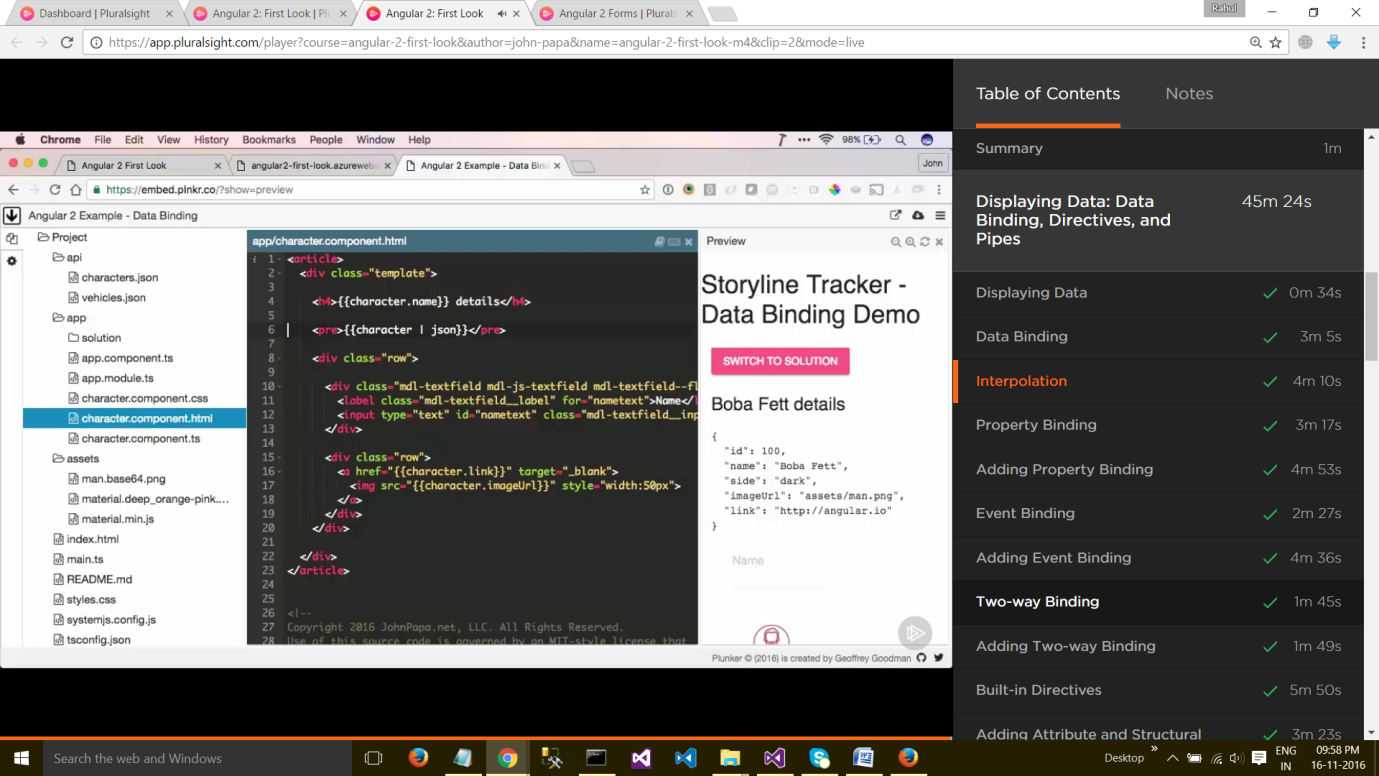 Dashboard | Pluralsight
Angular 2: First Look | Pl
Angular 2: First Look
Angular 2 Forms | Plurals
Rahul
https://app.pluralsight.com/player?course=angular-2-first-look&author=john-papa&name=angular-2-first-look-m4&clip=2&mode=live
Chrome File Edit View History Bookmarks People Window Help
98%
Angular 2 First Look
angular2-first-look.azurewebs
Angular 2 Example - Data Bind
John
https://embed.plnkr.co/?show=preview
Angular 2 Example - Data Binding
Project
api
characters.json
vehicles.json
app
solution
app.component.ts
app.module.ts
character.component.css
character.component.html
character.component.ts
assets
man.base64.png
material.deep_orange-pink....
material.min.js
index.html
main.ts
README.md
styles.css
systemjs.config.js
tsconfig.json
app/character.component.html
1 <article>
2 <div class="template">
3
4 <h4>{{character.name}} details</h4>
5
6 <pre>{{character | json}}</pre>
7
8 <div class="row">
9
10 <div class="mdl-textfield mdl-js-textfield mdl-textfield--fl
11 <label class="mdl-textfield__label" for="nametext">Name</l
12 <input type="text" id="nametext" class="mdl-textfield__inp
13 </div>
14
15 <div class="row">
16 <a href="{{character.link}}" target="_blank">
17 <img src="{{character.imageUrl}}" style="width:50px">
18 </a>
19 </div>
20 </div>
21
22 </div>
23 </article>
24
25
26 <!--
27 Copyright 2016 JohnPapa.net, LLC. All Rights Reserved.
28 Use of this source code is governed by an MIT-style license that
Preview
Storyline Tracker -
Data Binding Demo
SWITCH TO SOLUTION
Boba Fett details
{
"id": 100,
"name": "Boba Fett",
"side": "dark",
"imageUrl": "assets/man.png",
"link": "http://angular.io"
}
Name
Plunker © (2016) is created by Geoffrey Goodman
Table of Contents
Notes
Summary 1m
Displaying Data: Data
Binding, Directives, and
Pipes
45m 24s
Displaying Data 0m 34s
Data Binding 3m 5s
Interpolation 4m 10s
Property Binding 3m 17s
Adding Property Binding 4m 53s
Event Binding 2m 27s
Adding Event Binding 4m 36s
Two-way Binding 1m 45s
Adding Two-way Binding 1m 49s
Built-in Directives 5m 50s
Adding Attribute and Structural 3m 23s
Search the web and Windows
Desktop
ENG
IN
09:58 PM
16-11-2016